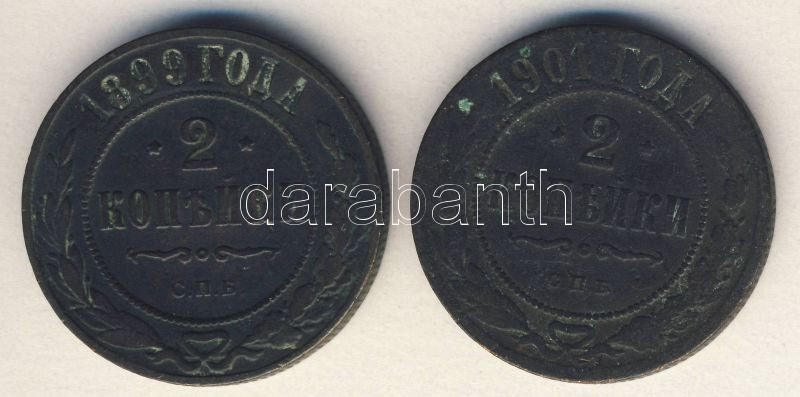 1899 ГОДА
2
КОПѢЙКИ
С.П.Б.
1901 ГОДА
2
КОПѢЙКИ
С.П.Б.
darabanth